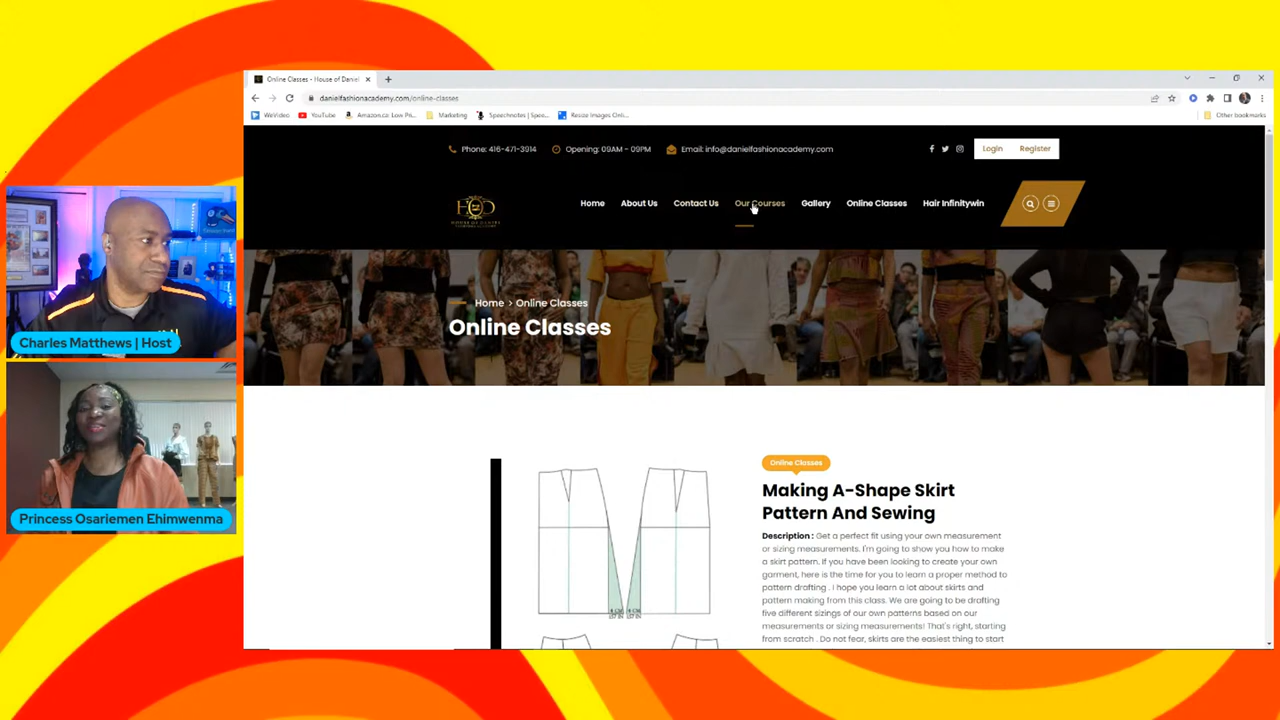 Online Classes - House of Daniel
danielfashionacademy.com/online-classes
WeVideo
YouTube
Amazon.ca: Low Pri...
Marketing
Speechnotes | Spee...
Resize Images Onli...
Other bookmarks
Phone: 416-471-3914
Opening: 09AM - 09PM
Email: info@danielfashionacademy.com
Login
Register
HOD
Home
About Us
Contact Us
Our Courses
Gallery
Online Classes
Hair Infinitywin
Home > Online Classes
Online Classes
Charles Matthews | Host
Princess Osariemen Ehimwenma
Online Classes
Making A-Shape Skirt
Pattern And Sewing
Description : Get a perfect fit using your own measurement
or sizing measurements. I'm going to show you how to make
a skirt pattern. If you have been looking to create your own
garment, here is the time for you to learn a proper method to
pattern drafting . I hope you learn a lot about skirts and
pattern making from this class. We are going to be drafting
five different sizings of our own patterns based on our
measurements or sizing measurements! That's right, starting
from scratch . Do not fear, skirts are the easiest thing to start